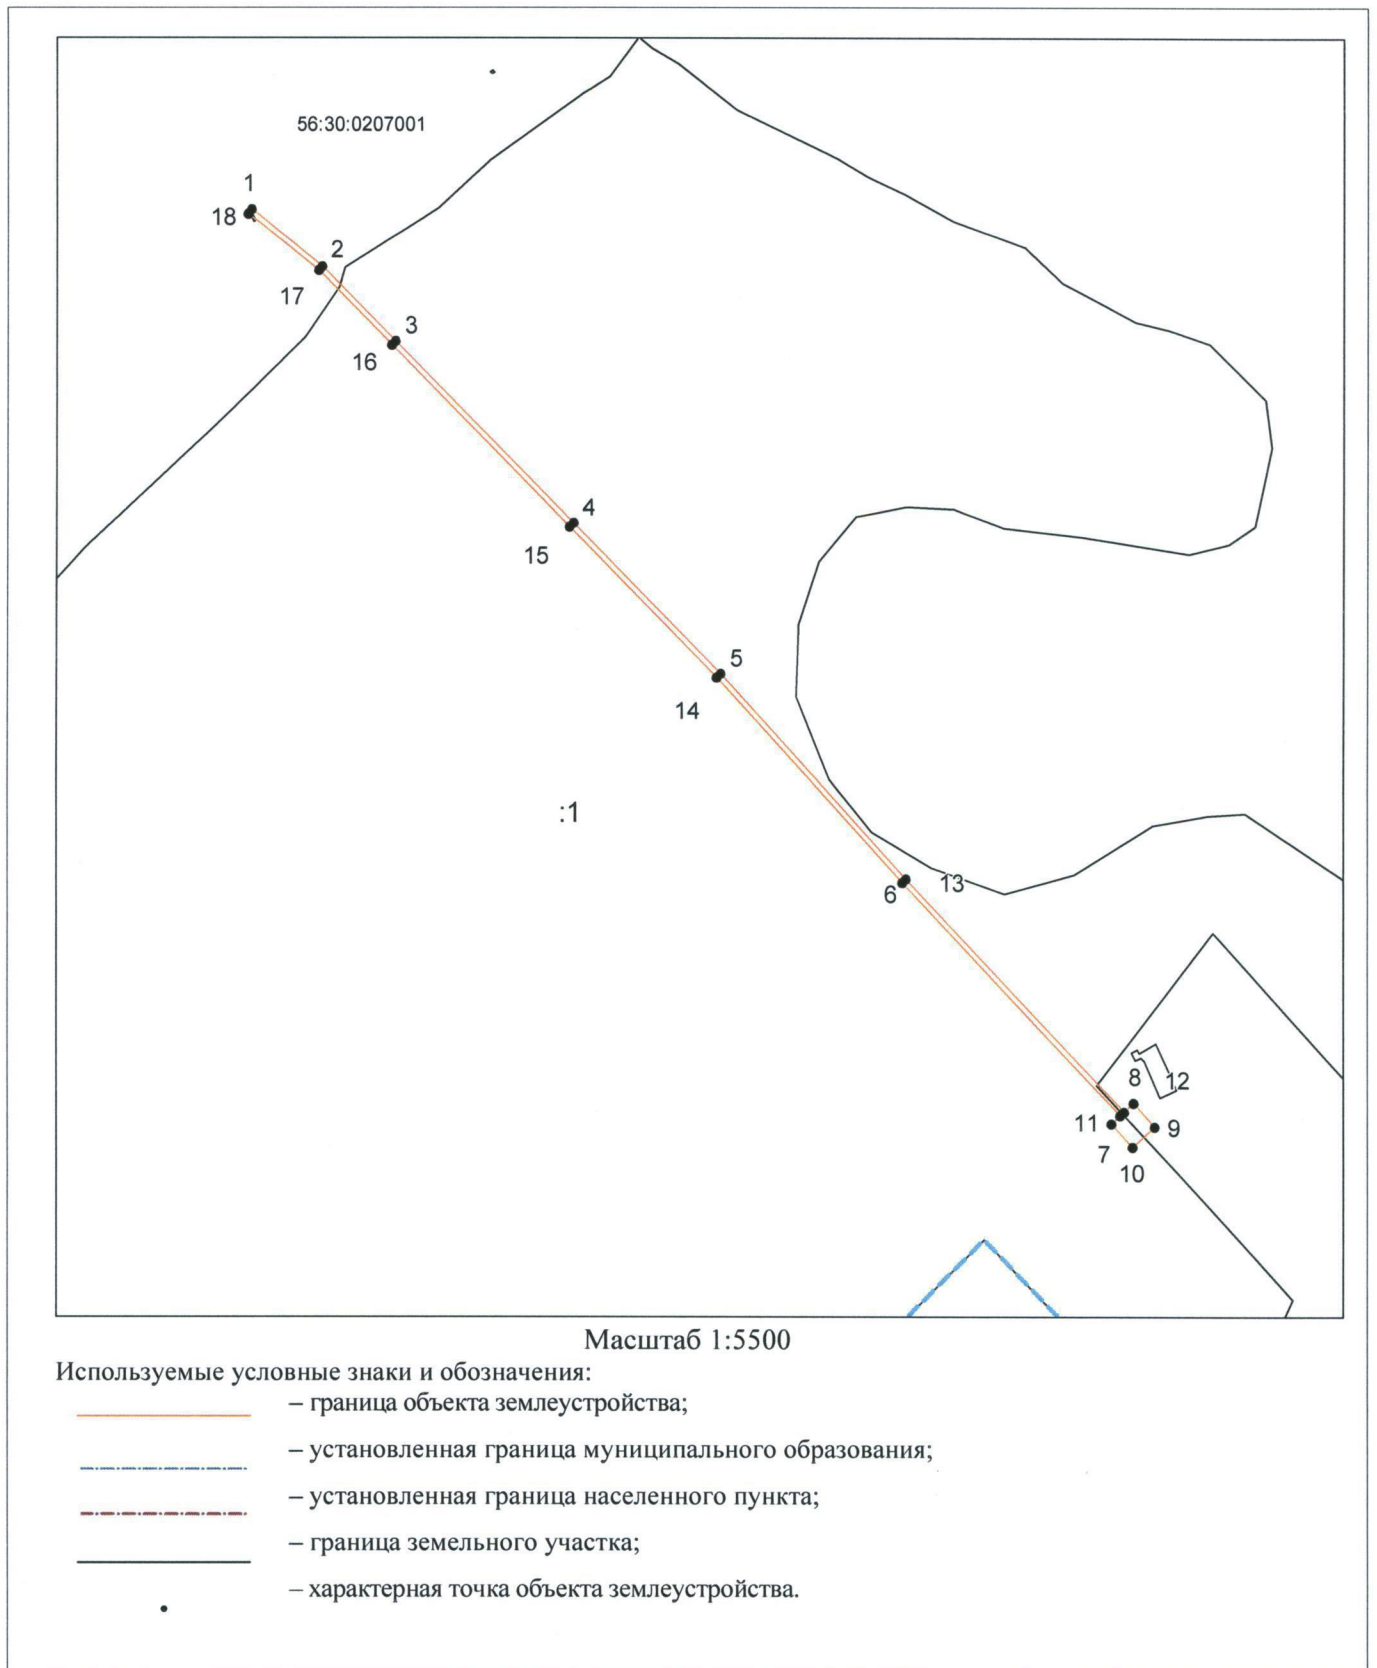 56:30:0207001
1
18
2
17
3
16
4
15
5
14
:1
13
6
8
12
11
9
7
10
Масштаб 1:5500
Используемые условные знаки и обозначения:
– граница объекта землеустройства;
– установленная граница муниципального образования;
– установленная граница населенного пункта;
– граница земельного участка;
– характерная точка объекта землеустройства.